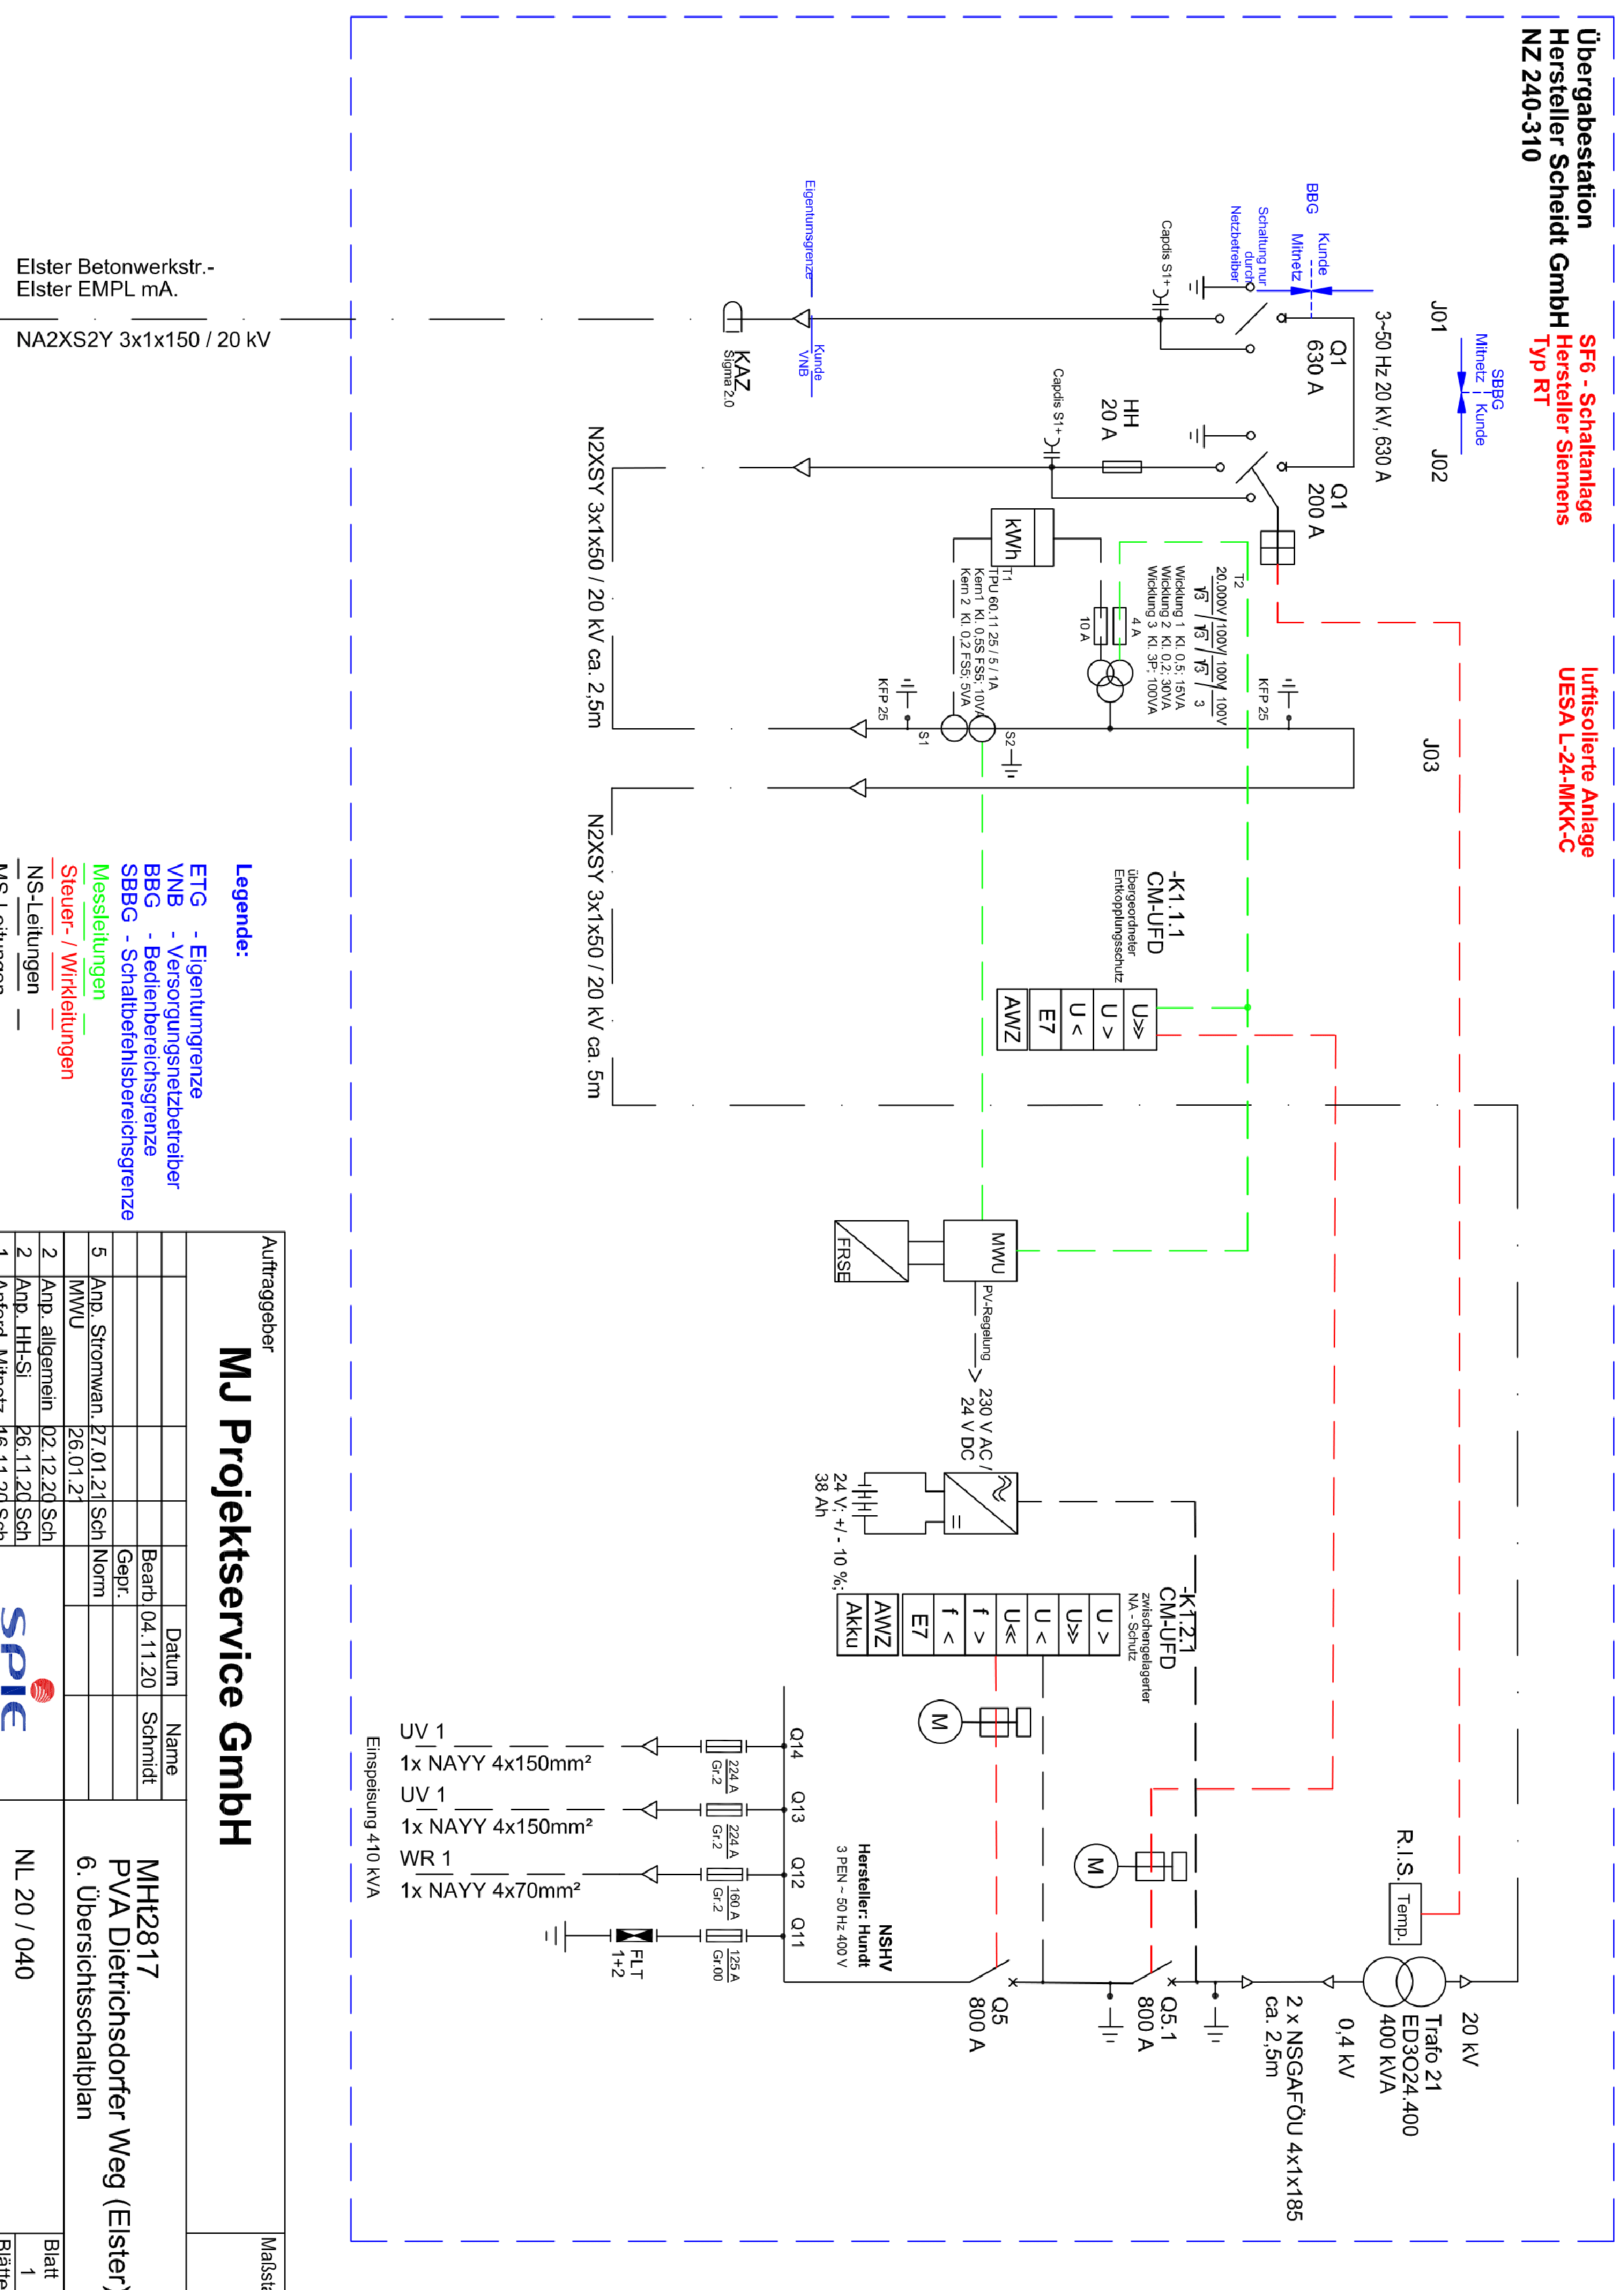 Übergabestation
Hersteller Scheidt GmbH
NZ 240-310
SF6 - Schaltanlage
Hersteller Siemens
Typ RT
luftisolierte Anlage
UESA L-24-MKK-C
J01
J02
J03
SBBG
Mitnetz
Kunde
3~50 Hz 20 kV, 630 A
BBG
Kunde
Mitnetz
Schaltung nur
durch
Netzbetreiber
Q1
630 A
Q1
200 A
Capdis S1+
HH
20 A
Capdis S1+
Eigentumsgrenze
Kunde
VNB
KAZ
Sigma 2.0
Elster Betonwerkstr.-
Elster EMPL mA.
NA2XS2Y 3x1x150 / 20 kV
N2XSY 3x1x50 / 20 kV ca. 2,5m
N2XSY 3x1x50 / 20 kV ca. 5m
kWh
T1
TPU 60.11 25 / 5 / 1A
Kern1 Kl. 0,5S FS5; 10VA
Kern 2 Kl. 0,2 FS5; 5VA
T2
20.000V/100V/ 100V/ 100V
√3 / √3 / √3 / 3
Wicklung 1 Kl. 0,5; 15VA
Wicklung 2 Kl. 0,2; 30VA
Wicklung 3 Kl. 3P; 100VA
4 A
10 A
KFP 25
KFP 25
S1
S2
-K1.1.1
CM-UFD
übergeordneter
Entkopplungsschutz
U>>
U >
U <
E7
AWZ
MWU
FRSE
PV-Regelung
230 V AC /
24 V DC
24 V; +/ - 10 %;
38 Ah
-K1.2.1
CM-UFD
zwischengelagerter
NA - Schutz
U >
U>>
U <
U<<
f >
f <
E7
AWZ
Akku
M
M
R.I.S.
Temp.
20 kV
Trafo 21
ED3O24.400
400 kVA
0,4 kV
2 x NSGAFÖU 4x1x185
ca. 2,5m
Q5.1
800 A
Q5
800 A
NSHV
Hersteller: Hundt
3 PEN ~ 50 Hz 400 V
Q14
Q13
Q12
Q11
224 A
Gr.2
224 A
Gr.2
160 A
Gr.2
125 A
Gr.00
FLT
1+2
UV 1
1x NAYY 4x150mm²
UV 1
1x NAYY 4x150mm²
WR 1
1x NAYY 4x70mm²
Einspeisung 410 kVA
Legende:
ETG - Eigentumgrenze
VNB - Versorgungsnetzbetreiber
BBG - Bedienbereichsgrenze
SBBG - Schaltbefehlsbereichsgrenze
Messleitungen
Steuer- / Wirkleitungen
NS-Leitungen
MS-Leitungen
Auftraggeber
MJ Projektservice GmbH
Maßsta
Datum Name
Bearb. 04.11.20 Schmidt
Gepr.
5 Anp. Stromwan. 27.01.21 Sch Norm
MWU 26.01.21
2 Anp. allgemein 02.12.20 Sch
2 Anp. HH-Si 26.11.20 Sch
1 Anford. Mitnetz 16.11.20 Sch
SPIE
MHt2817
PVA Dietrichsdorfer Weg (Elster)
6. Übersichtsschaltplan
NL 20 / 040
Blatt
1
Blätte